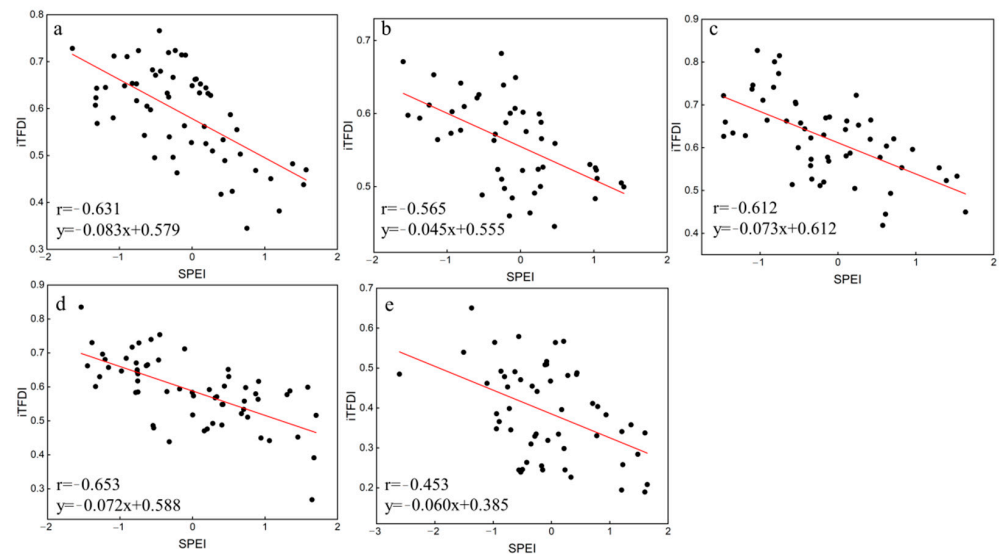 a
0.8
0.7
0.6
0.5
0.4
0.3
iTFDI
r=-0.631
y=-0.083x+0.579
−2
−1
0
1
2
SPEI
b
0.7
0.6
0.5
iTFDI
r=-0.565
y=-0.045x+0.555
−2
−1
0
1
2
SPEI
c
0.9
0.8
0.7
0.6
0.5
0.4
iTFDI
r=-0.612
y=-0.073x+0.612
−1
0
1
2
SPEI
d
0.9
0.8
0.7
0.6
0.5
0.4
0.3
iTFDI
r=-0.653
y=-0.072x+0.588
−2
−1
0
1
2
SPEI
e
0.7
0.6
0.5
0.4
0.3
0.2
iTFDI
r=-0.453
y=-0.060x+0.385
−3
−2
−1
0
1
2
SPEI